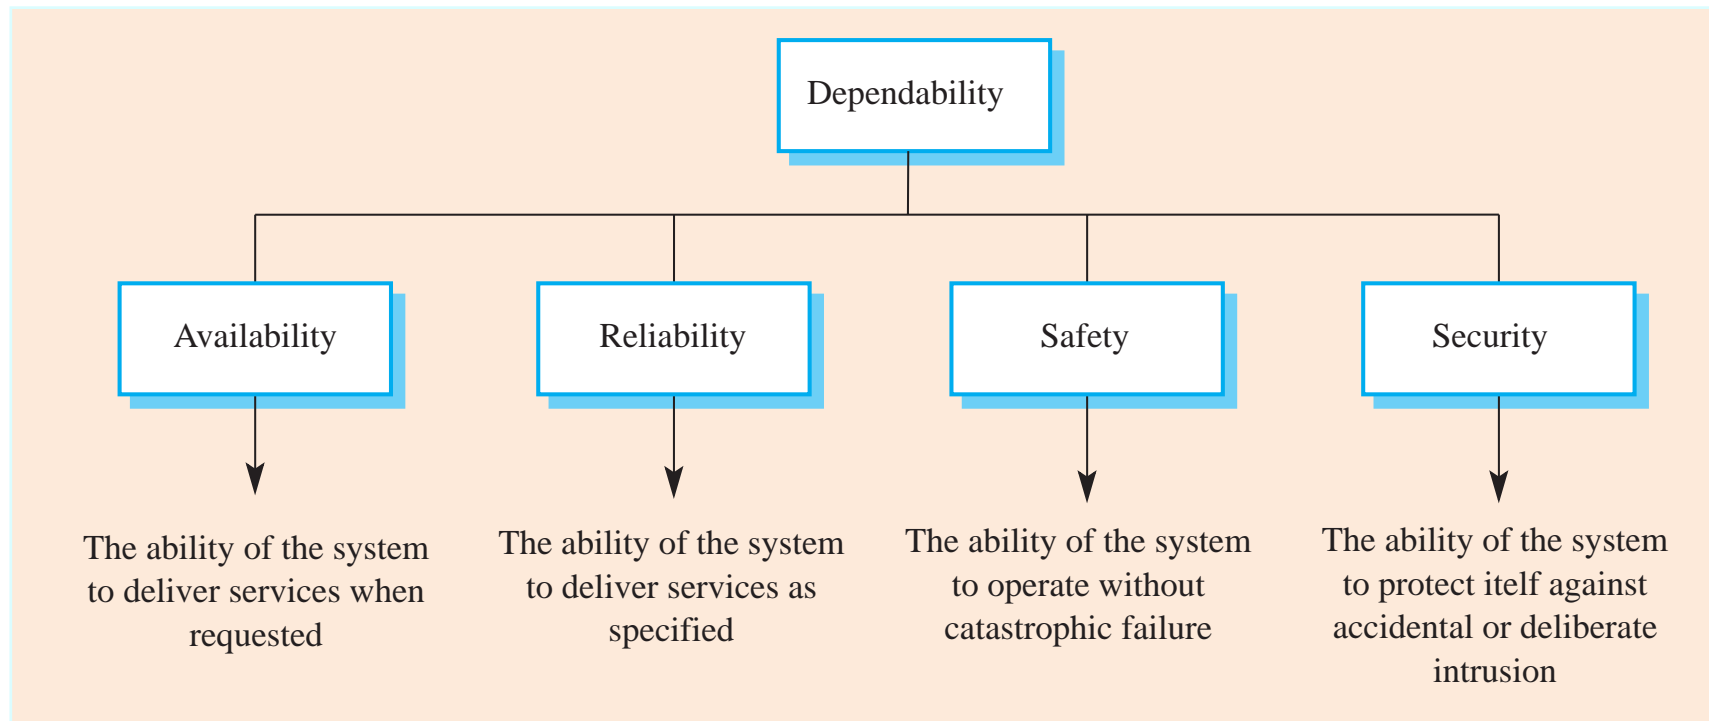 Dependability
Availability
Reliability
Safety
Security
The ability of the system
to deliver services when
requested
The ability of the system
to deliver services as
specified
The ability of the system
to operate without
catastrophic failure
The ability of the system
to protect itelf against
accidental or deliberate
intrusion